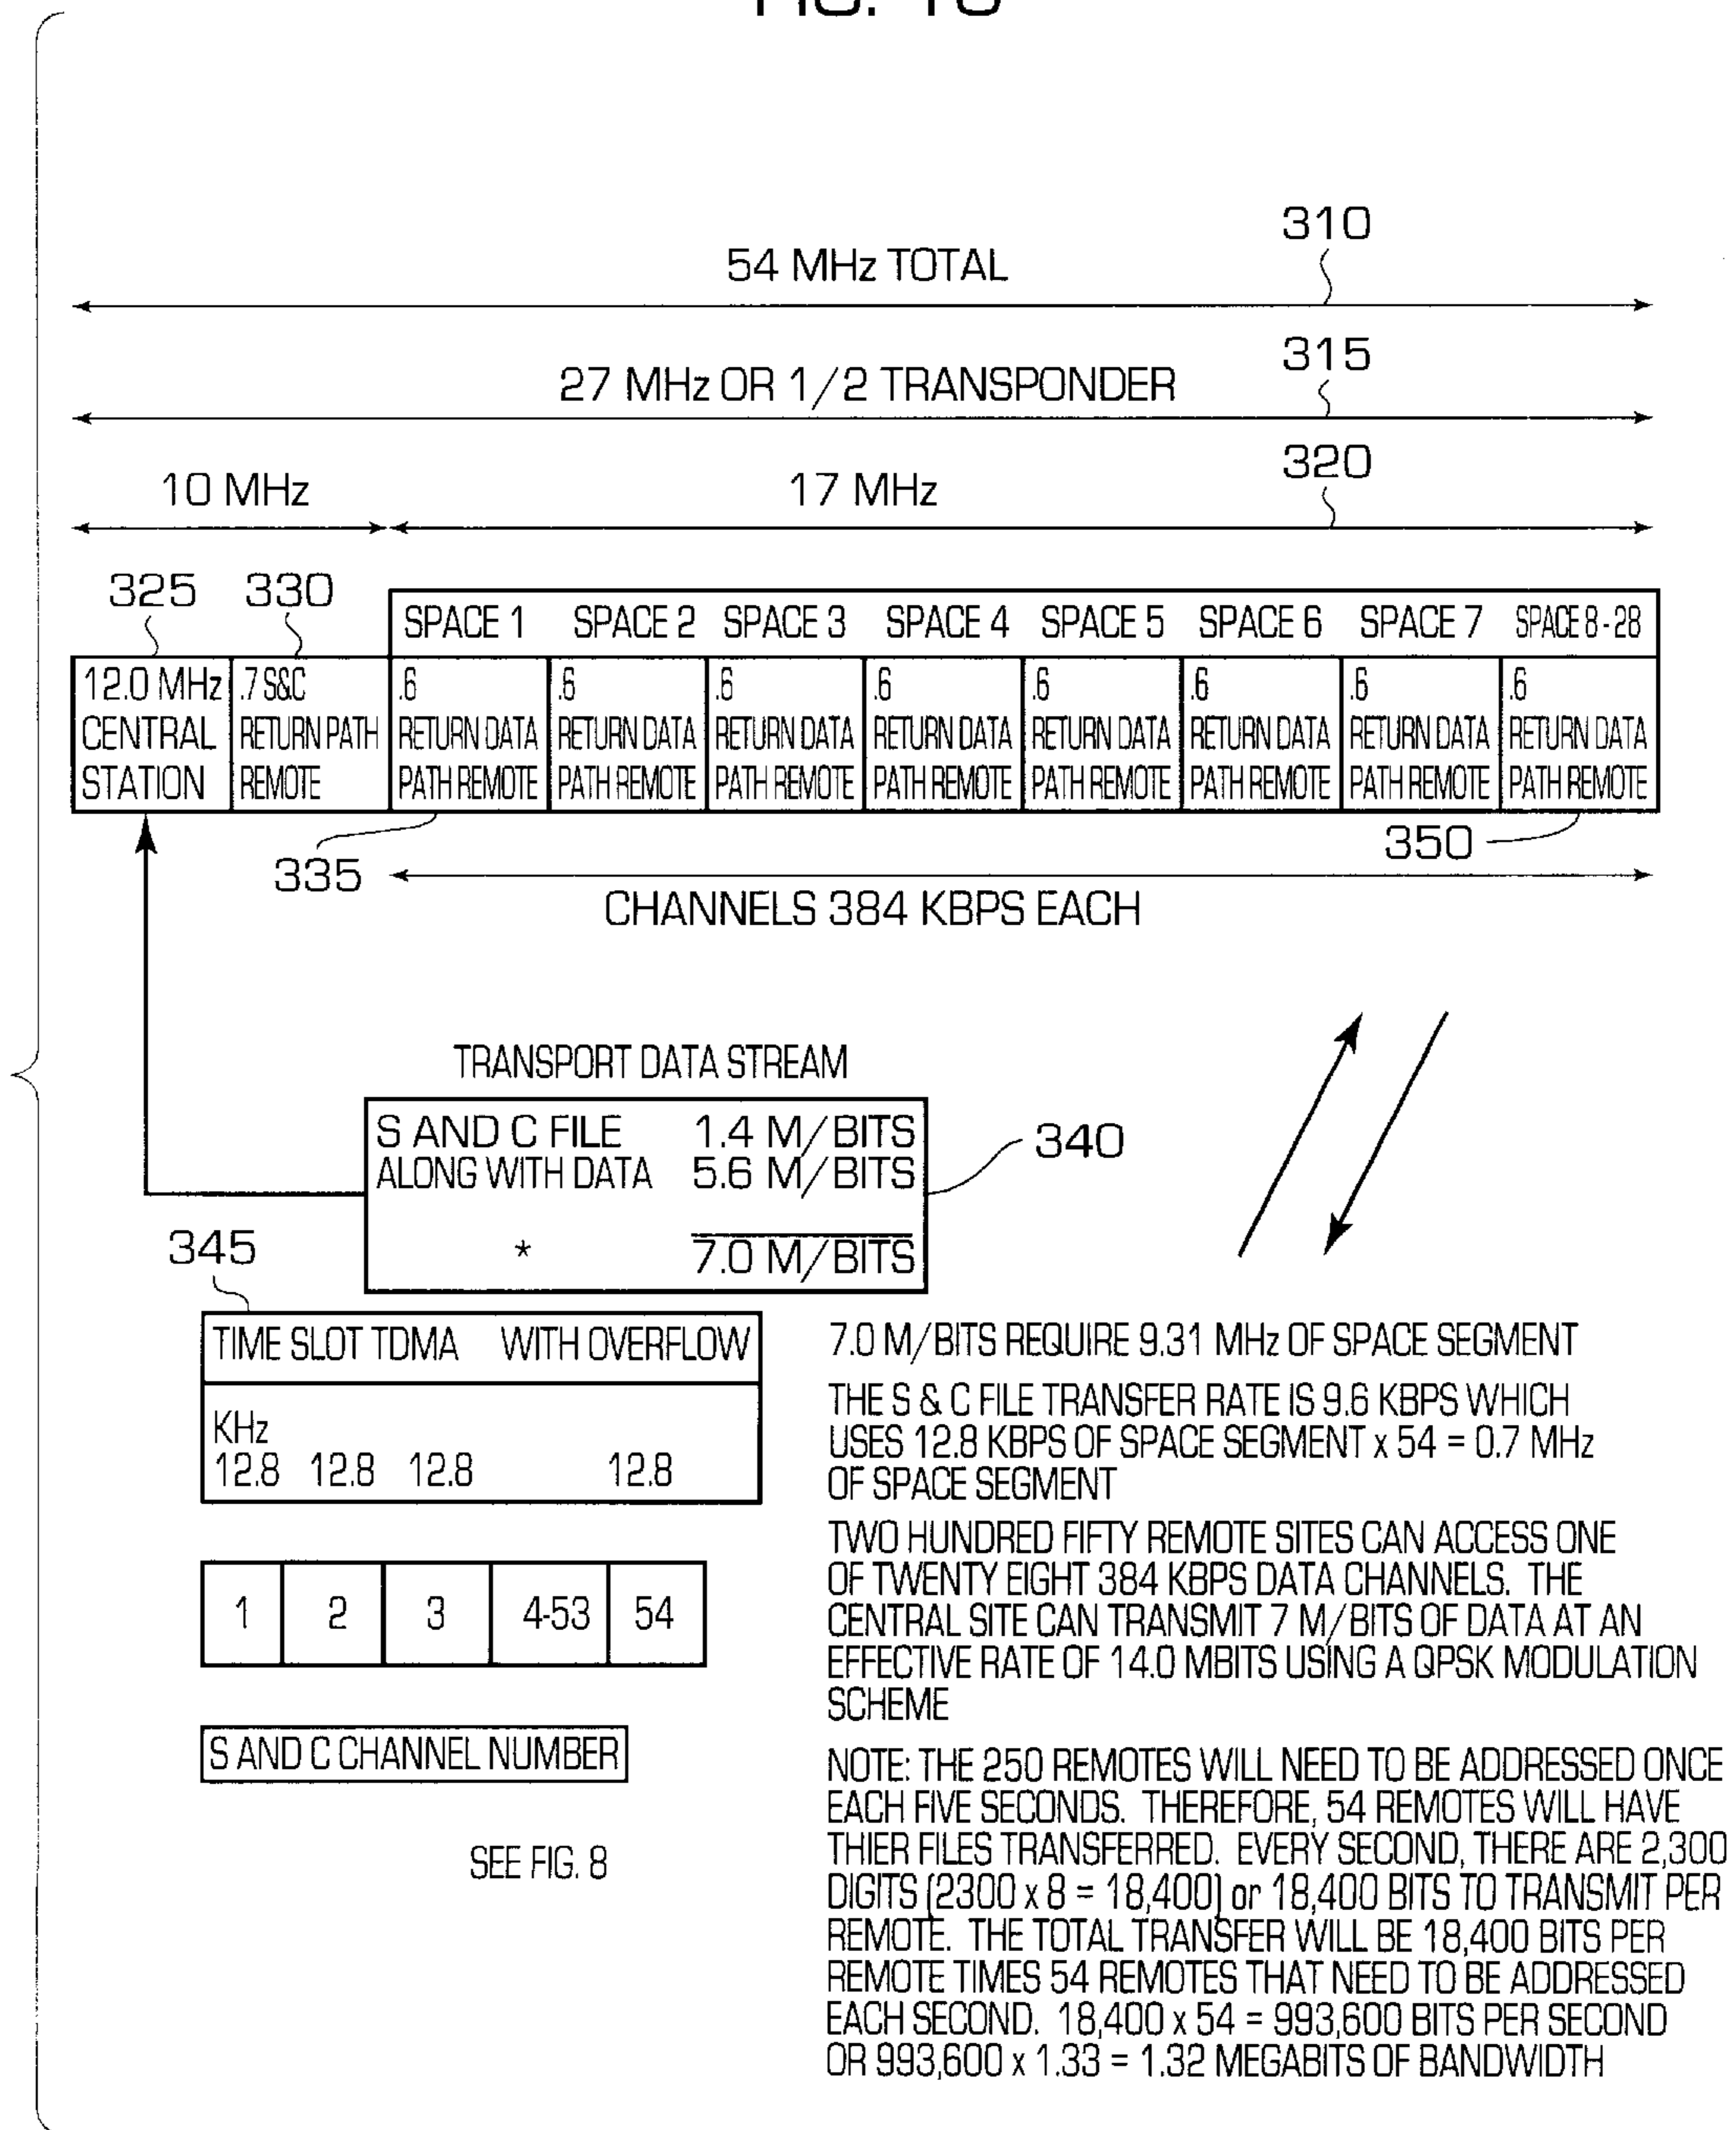 310
54 MHz TOTAL
315
27 MHz OR 1/2 TRANSPONDER
320
10 MHz 17 MHz
325 330
SPACE 1 SPACE 2 SPACE 3 SPACE 4 SPACE 5 SPACE 6 SPACE 7 SPACE 8-28
12.0 MHz .7 S&C .6 .6 .6 .6 .6 .6 .6 .6
CENTRAL RETURN PATH RETURN DATA RETURN DATA RETURN DATA RETURN DATA RETURN DATA RETURN DATA RETURN DATA RETURN DATA
STATION REMOTE PATH REMOTE PATH REMOTE PATH REMOTE PATH REMOTE PATH REMOTE PATH REMOTE PATH REMOTE PATH REMOTE
335 350
CHANNELS 384 KBPS EACH
TRANSPORT DATA STREAM
S AND C FILE 1.4 M/BITS
ALONG WITH DATA 5.6 M/BITS
* 7.0 M/BITS
340
345
TIME SLOT TDMA WITH OVERFLOW
KHz
12.8 12.8 12.8 12.8
1 2 3 4-53 54
S AND C CHANNEL NUMBER
SEE FIG. 8
7.0 M/BITS REQUIRE 9.31 MHz OF SPACE SEGMENT
THE S & C FILE TRANSFER RATE IS 9.6 KBPS WHICH
USES 12.8 KBPS OF SPACE SEGMENT x 54 = 0.7 MHz
OF SPACE SEGMENT
TWO HUNDRED FIFTY REMOTE SITES CAN ACCESS ONE
OF TWENTY EIGHT 384 KBPS DATA CHANNELS. THE
CENTRAL SITE CAN TRANSMIT 7 M/BITS OF DATA AT AN
EFFECTIVE RATE OF 14.0 MBITS USING A QPSK MODULATION
SCHEME
NOTE: THE 250 REMOTES WILL NEED TO BE ADDRESSED ONCE
EACH FIVE SECONDS. THEREFORE, 54 REMOTES WILL HAVE
THIER FILES TRANSFERRED. EVERY SECOND, THERE ARE 2,300
DIGITS (2300 x 8 = 18,400) or 18,400 BITS TO TRANSMIT PER
REMOTE. THE TOTAL TRANSFER WILL BE 18,400 BITS PER
REMOTE TIMES 54 REMOTES THAT NEED TO BE ADDRESSED
EACH SECOND. 18,400 x 54 = 993,600 BITS PER SECOND
OR 993,600 x 1.33 = 1.32 MEGABITS OF BANDWIDTH